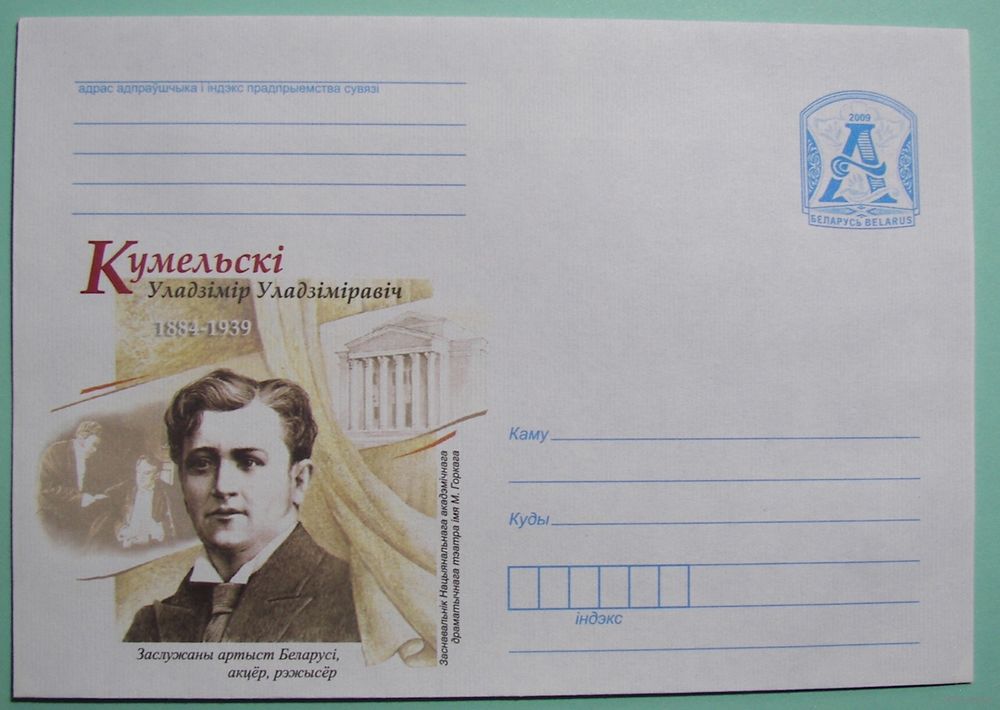 адрас адпраўшчыка і індэкс прадпрыемства сувязі
2009
А
БЕЛАРУСЬ BELARUS
Кумельскі
Уладзімір Уладзіміравіч
1884-1939
Заснавальнік Нацыянальнага акадэмічнага
драматычнага тэатра імя М. Горкага
Заслужаны артыст Беларусі,
акцёр, рэжысёр
Каму
Куды
індэкс